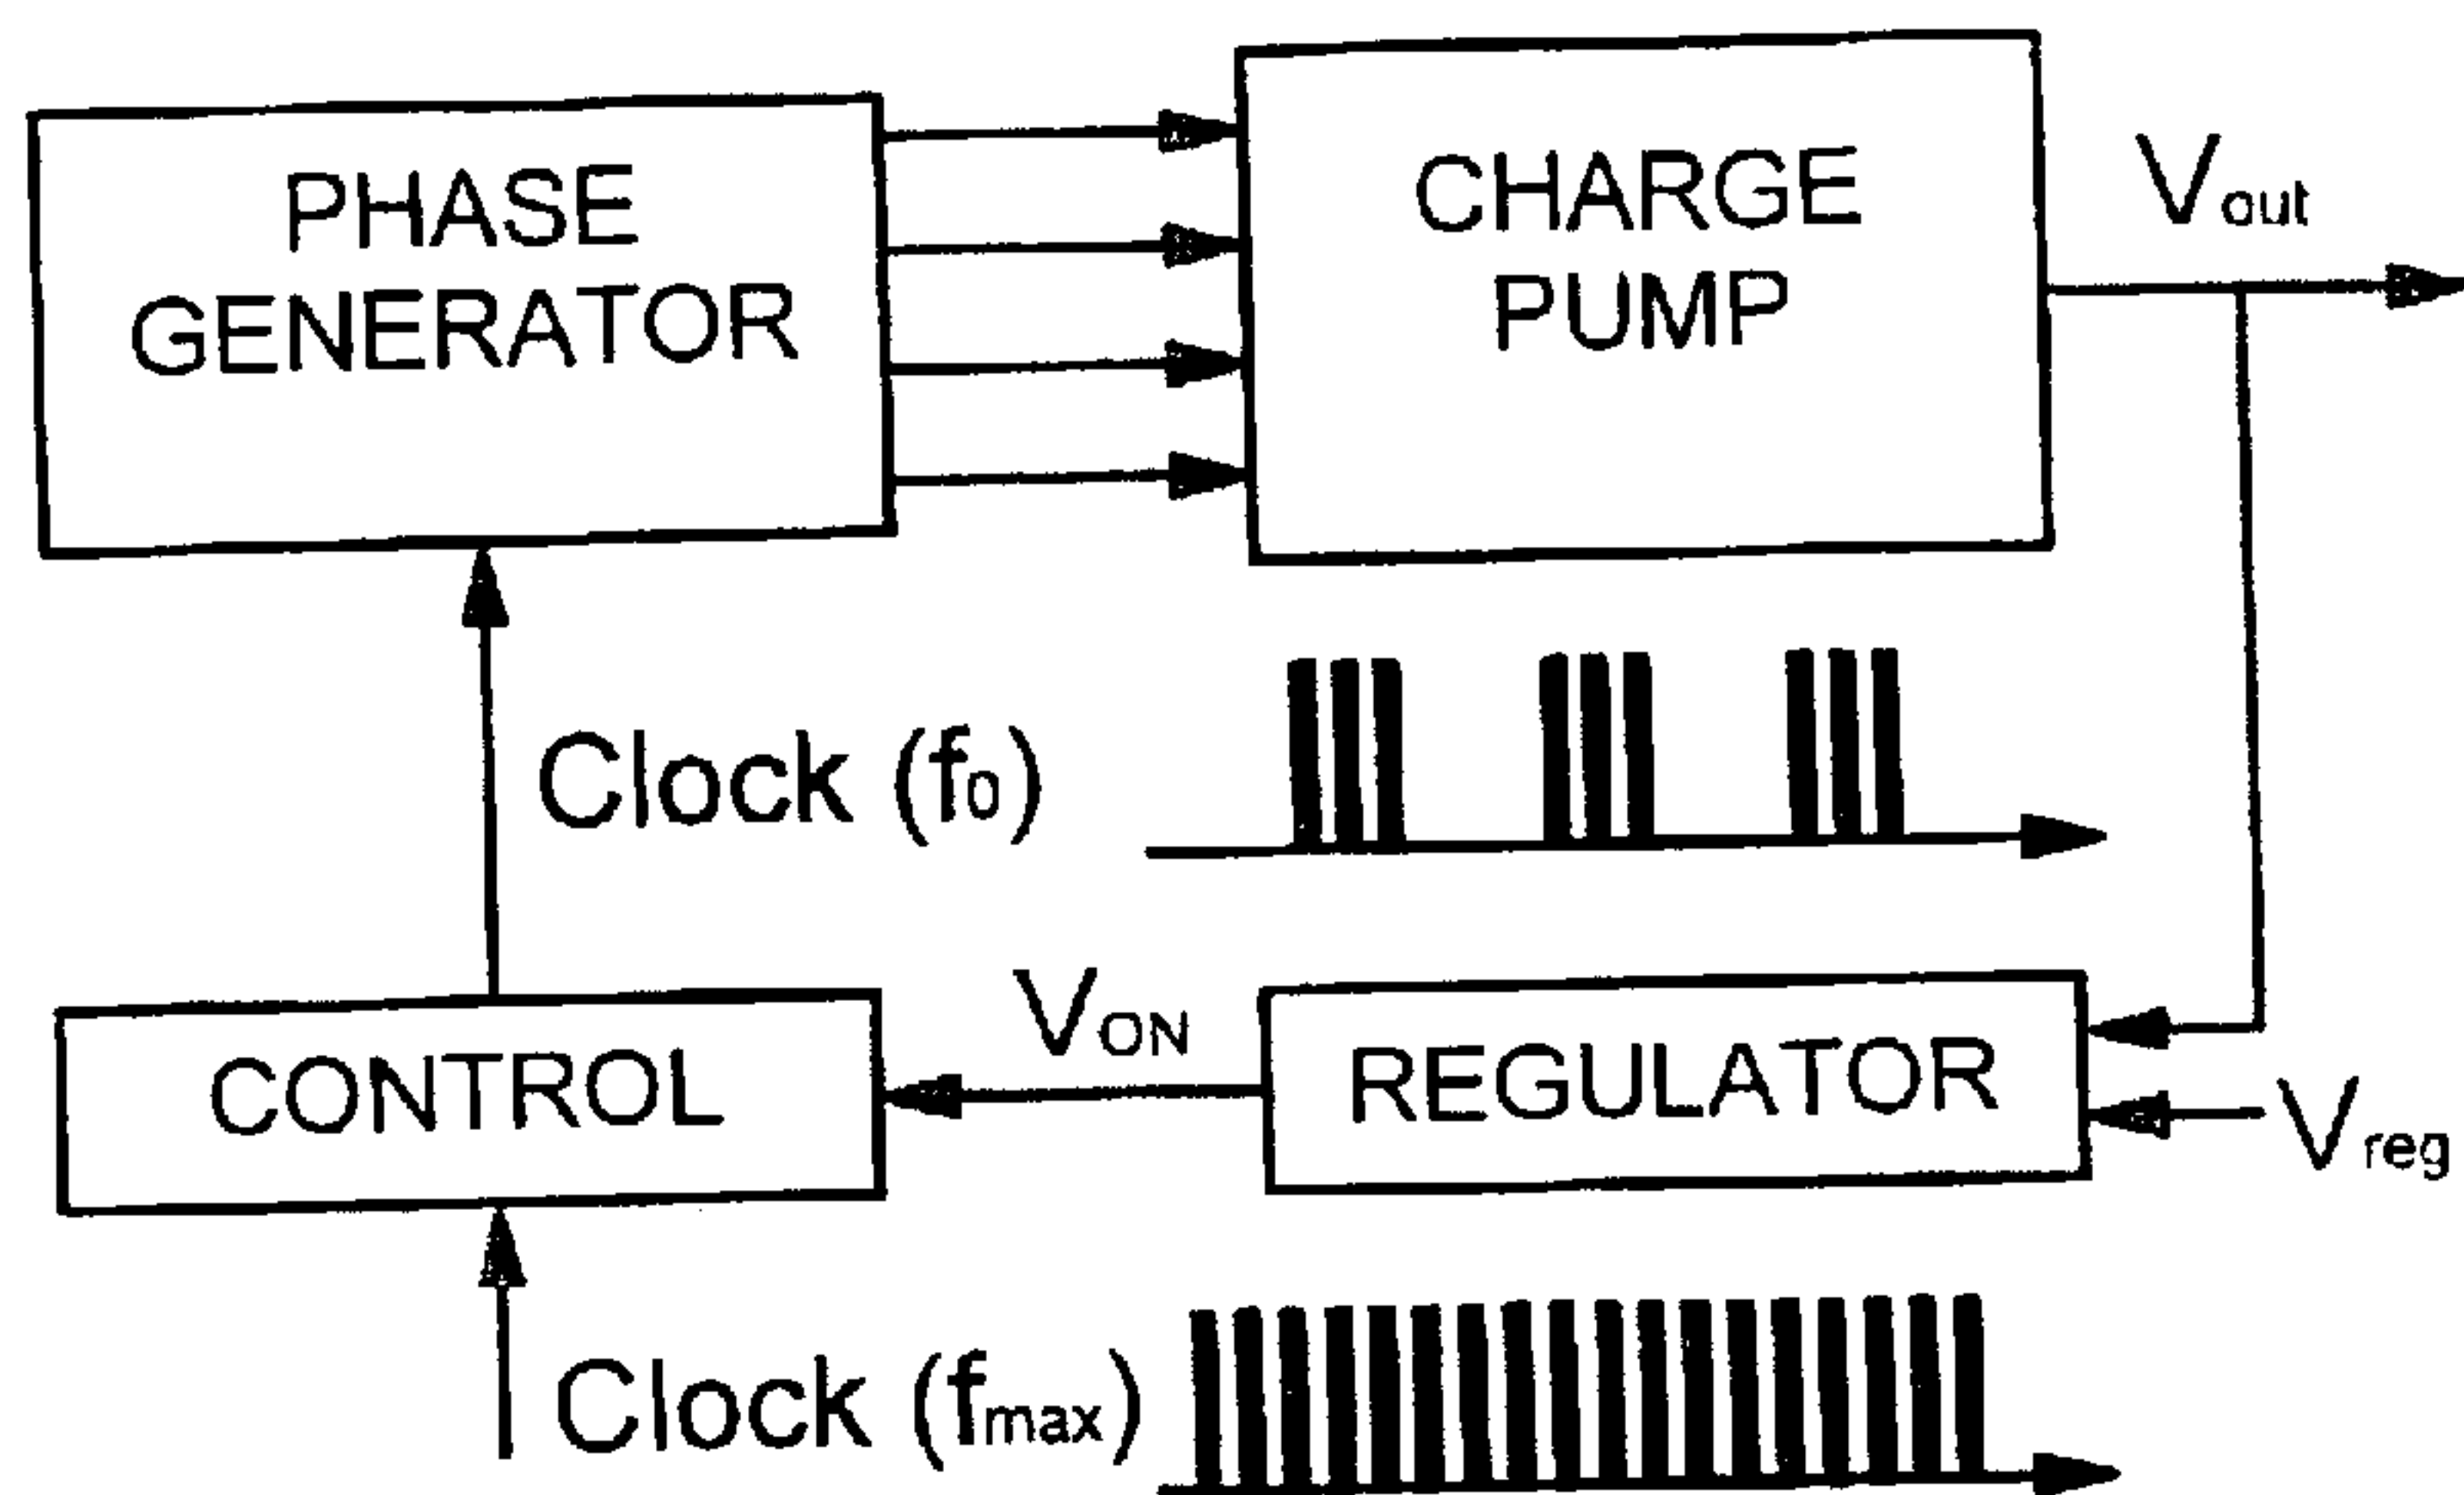 PHASE
GENERATOR
CHARGE
PUMP
Vout
Clock (f0)
VON
CONTROL
REGULATOR
Vreg
Clock (fmax)